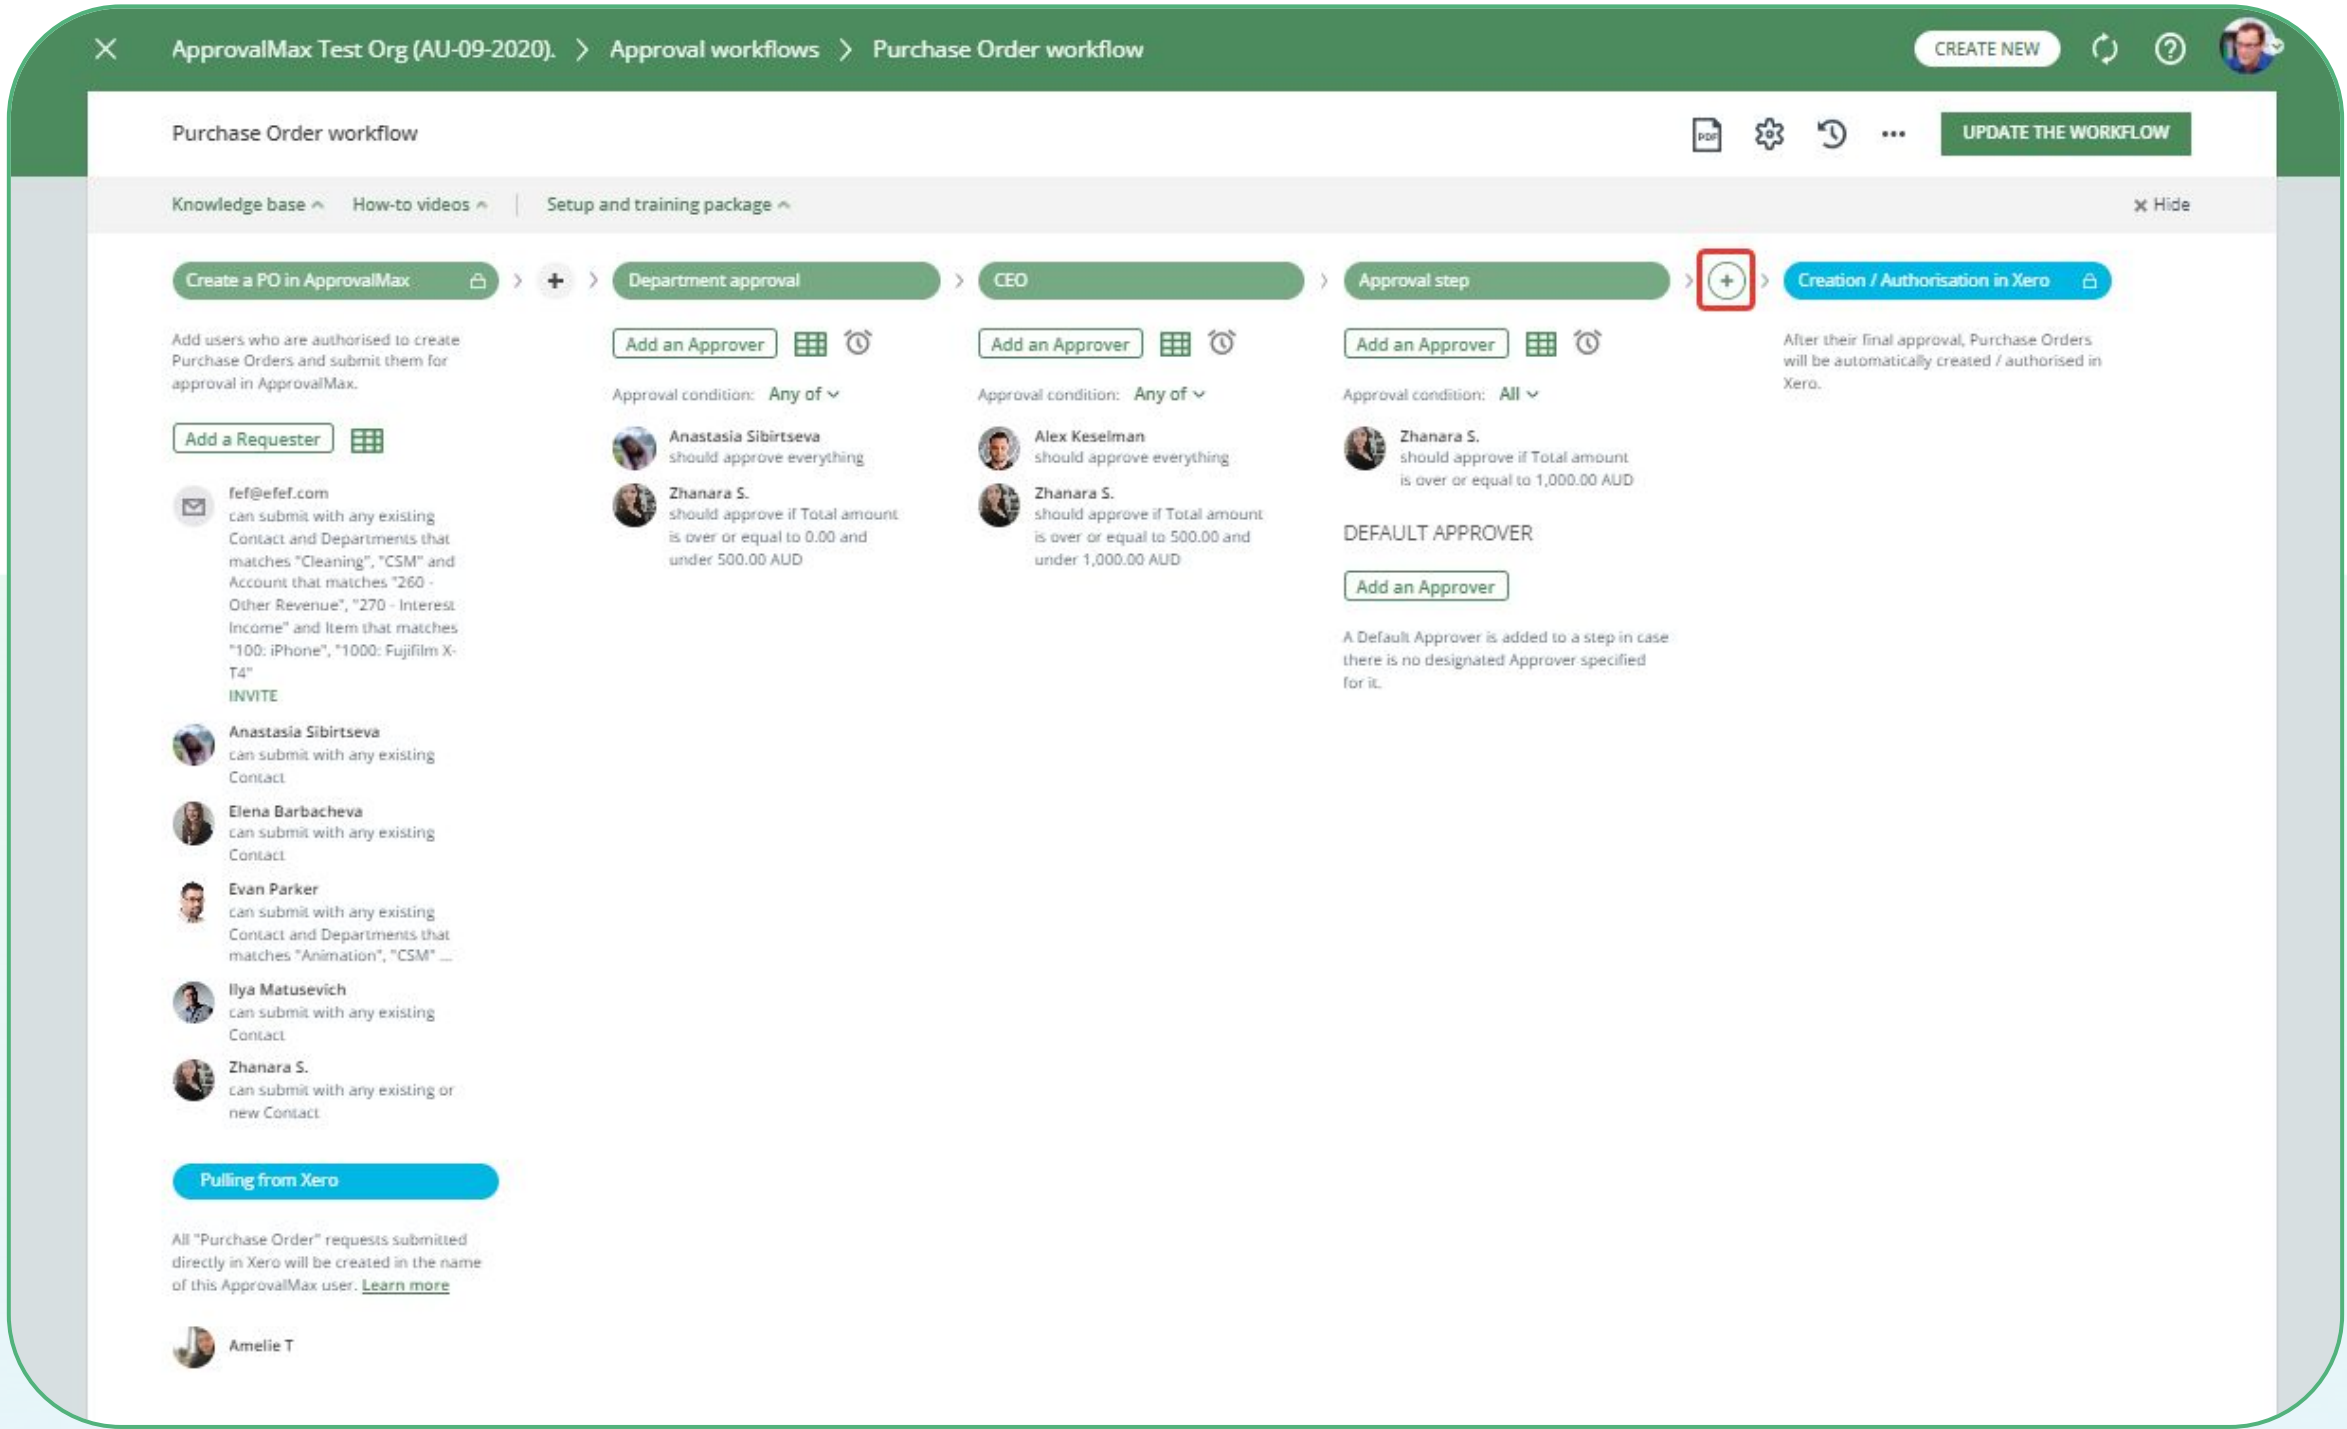 ApprovalMax Test Org (AU-09-2020). > Approval workflows > Purchase Order workflow
CREATE NEW
Purchase Order workflow
PDF
UPDATE THE WORKFLOW
Knowledge base
How-to videos
Setup and training package
Hide
Create a PO in ApprovalMax
Add users who are authorised to create
Purchase Orders and submit them for
approval in ApprovalMax.
Add a Requester
fef@efef.com
can submit with any existing
Contact and Departments that
matches "Cleaning", "CSM" and
Account that matches "260 -
Other Revenue", "270 - Interest
Income" and Item that matches
"100: iPhone", "1000: Fujifilm X-
T4"
INVITE
Anastasia Sibirtseva
can submit with any existing
Contact
Elena Barbacheva
can submit with any existing
Contact
Evan Parker
can submit with any existing
Contact and Departments that
matches "Animation", "CSM" ...
Ilya Matusevich
can submit with any existing
Contact
Zhanara S.
can submit with any existing or
new Contact
Pulling from Xero
All "Purchase Order" requests submitted
directly in Xero will be created in the name
of this ApprovalMax user. Learn more
Amelie T
Department approval
Add an Approver
Approval condition: Any of
Anastasia Sibirtseva
should approve everything
Zhanara S.
should approve if Total amount
is over or equal to 0.00 and
under 500.00 AUD
CEO
Add an Approver
Approval condition: Any of
Alex Keselman
should approve everything
Zhanara S.
should approve if Total amount
is over or equal to 500.00 and
under 1,000.00 AUD
Approval step
Add an Approver
Approval condition: All
Zhanara S.
should approve if Total amount
is over or equal to 1,000.00 AUD
DEFAULT APPROVER
Add an Approver
A Default Approver is added to a step in case
there is no designated Approver specified
for it.
Creation / Authorisation in Xero
After their final approval, Purchase Orders
will be automatically created / authorised in
Xero.